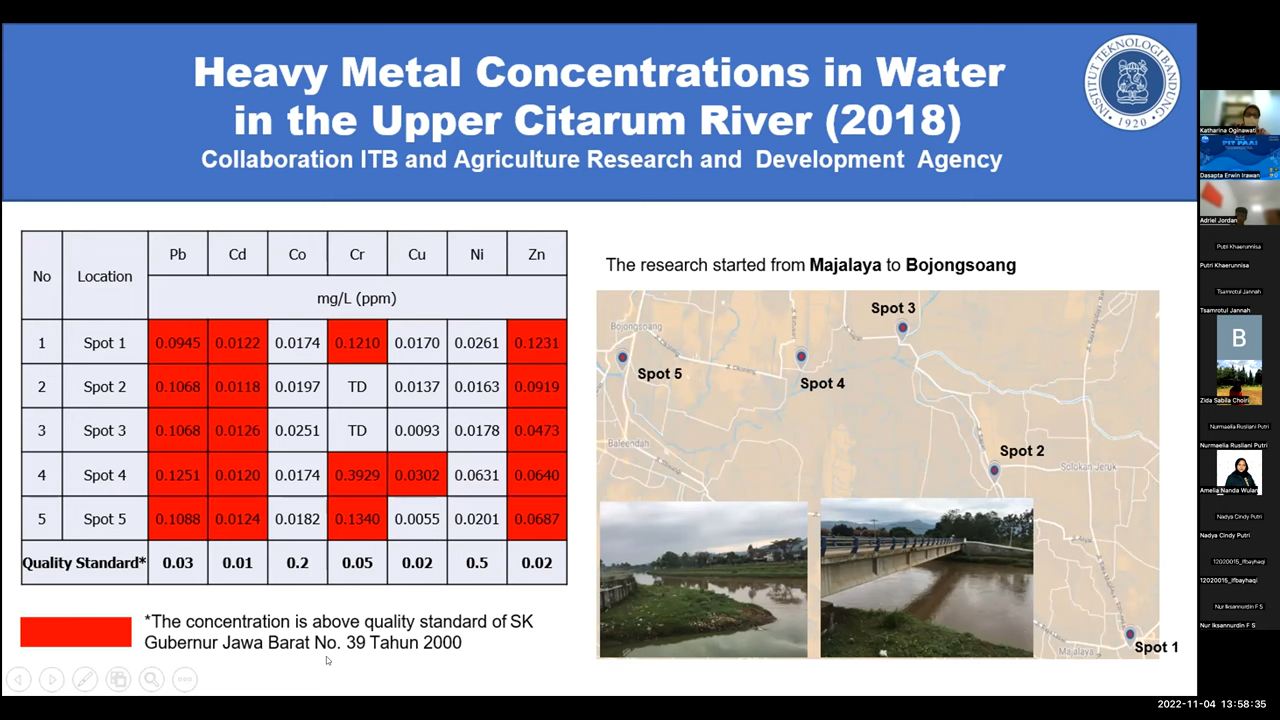 Heavy Metal Concentrations in Water
in the Upper Citarum River (2018)
Collaboration ITB and Agriculture Research and Development Agency
INSTITUT TEKNOLOGI BANDUNG
1920
No Location Pb Cd Co Cr Cu Ni Zn
mg/L (ppm)
1 Spot 1 0.0945 0.0122 0.0174 0.1210 0.0170 0.0261 0.1231
2 Spot 2 0.1068 0.0118 0.0197 TD 0.0137 0.0163 0.0919
3 Spot 3 0.1068 0.0126 0.0251 TD 0.0093 0.0178 0.0473
4 Spot 4 0.1251 0.0120 0.0174 0.3929 0.0302 0.0631 0.0640
5 Spot 5 0.1088 0.0124 0.0182 0.1340 0.0055 0.0201 0.0687
Quality Standard* 0.03 0.01 0.2 0.05 0.02 0.5 0.02
*The concentration is above quality standard of SK
Gubernur Jawa Barat No. 39 Tahun 2000
The research started from Majalaya to Bojongsoang
Spot 3
Bojongsoang
Spot 5
Spot 4
Baleendah
Spot 2
Solokan Jeruk
Majalaya
Spot 1
Katharina Oginawati
PIT PAAI
Dasapta Erwin Irawan
Adriel Jordan
Putri Khaerunnisa
Putri Khaerunnisa
Tsamrotul Jannah
Tsamrotul Jannah
B
Zida Sabila Choiri
Nurmaelia Rusliani Putri
Nurmaelia Rusliani Putri
Amelia Nanda Wulan
Nadya Cindy Putri
Nadya Cindy Putri
12020015_Ifbayhaqi
12020015_Ifbayhaqi
Nur Iksannurdin F S
Nur Iksannurdin F S
2022-11-04 13:58:35